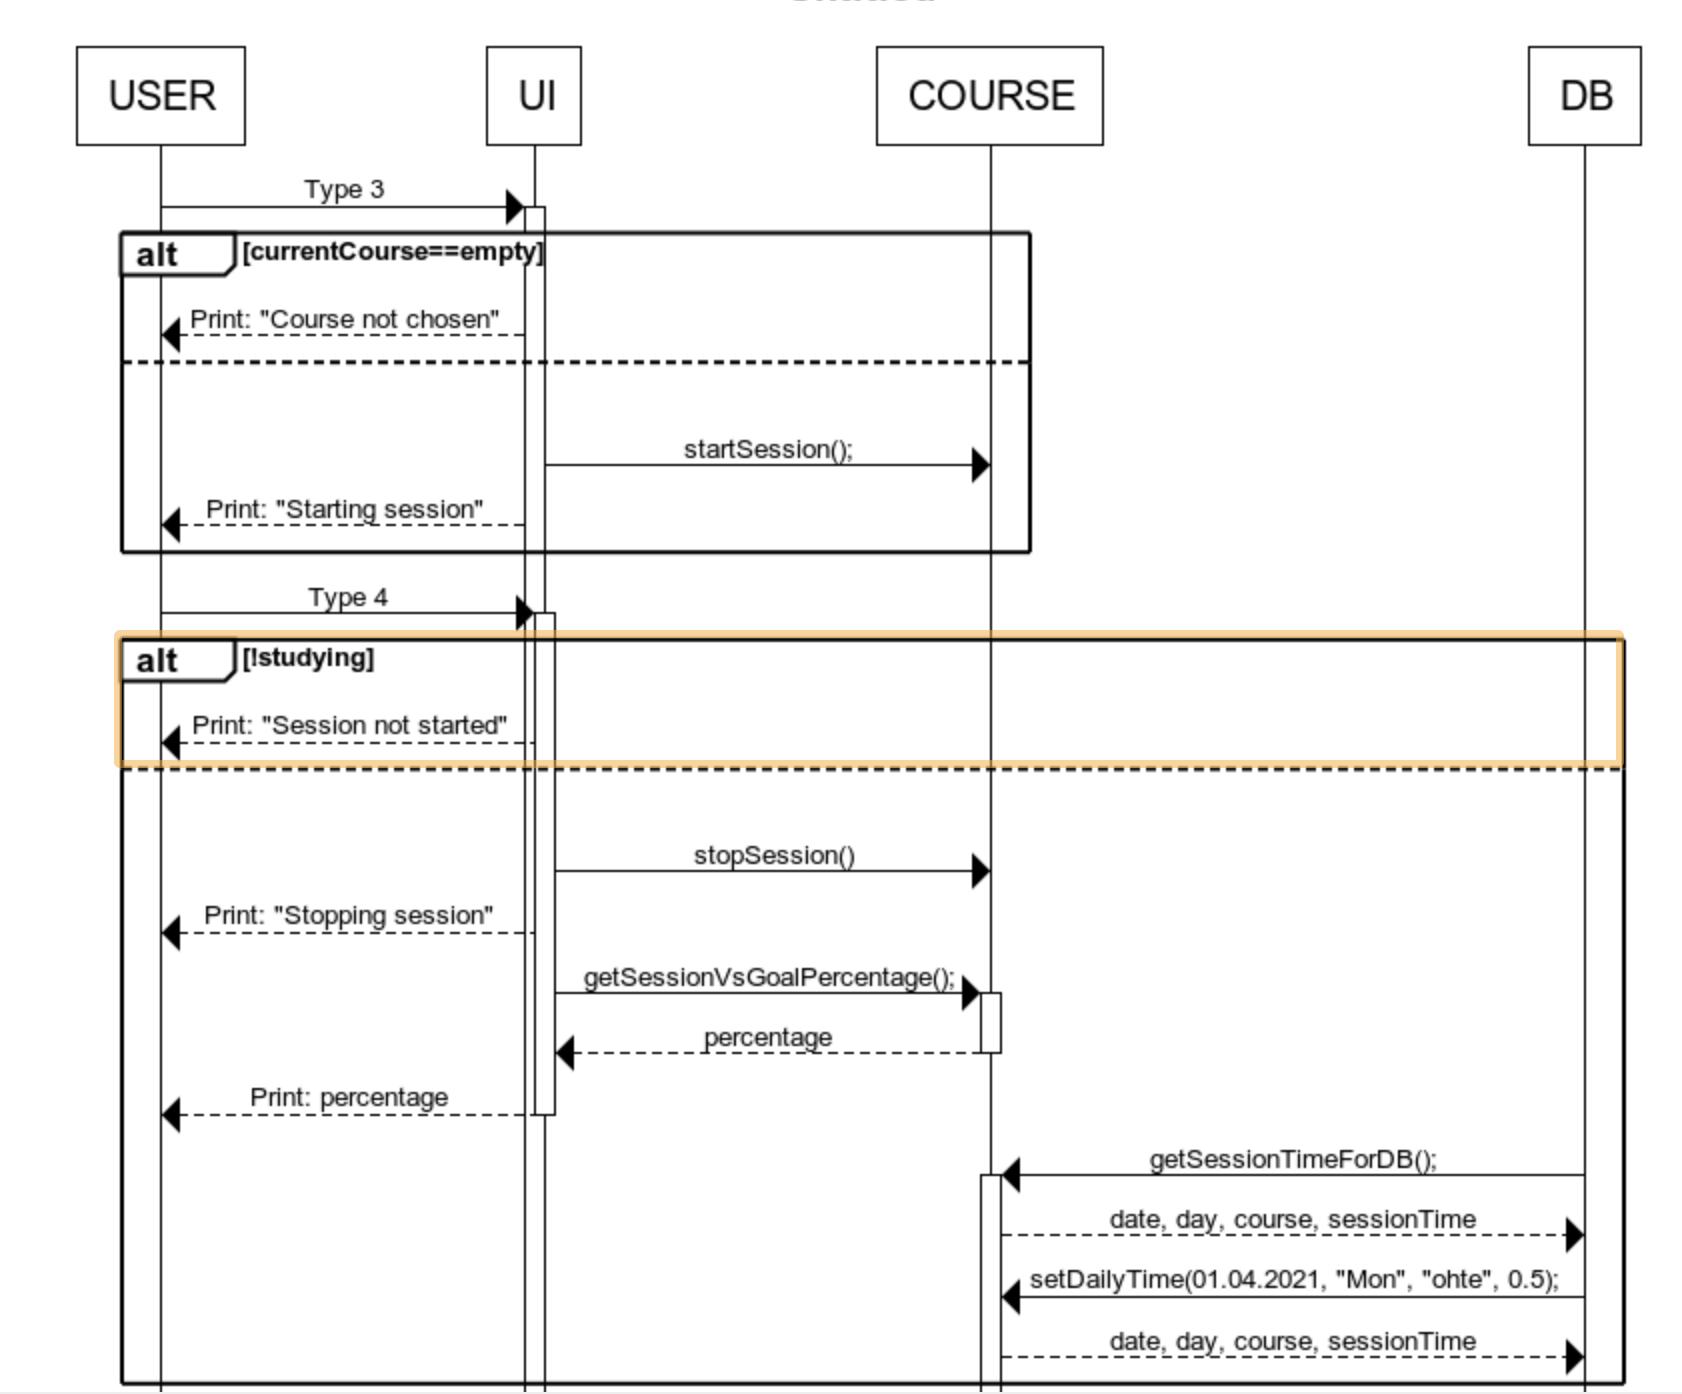 USER
UI
COURSE
DB
Type 3
alt
[currentCourse==empty]
Print: "Course not chosen"
startSession();
Print: "Starting session"
Type 4
alt
[!studying]
Print: "Session not started"
stopSession()
Print: "Stopping session"
getSessionVsGoalPercentage();
percentage
Print: percentage
getSessionTimeForDB();
date, day, course, sessionTime
setDailyTime(01.04.2021, "Mon", "ohte", 0.5);
date, day, course, sessionTime